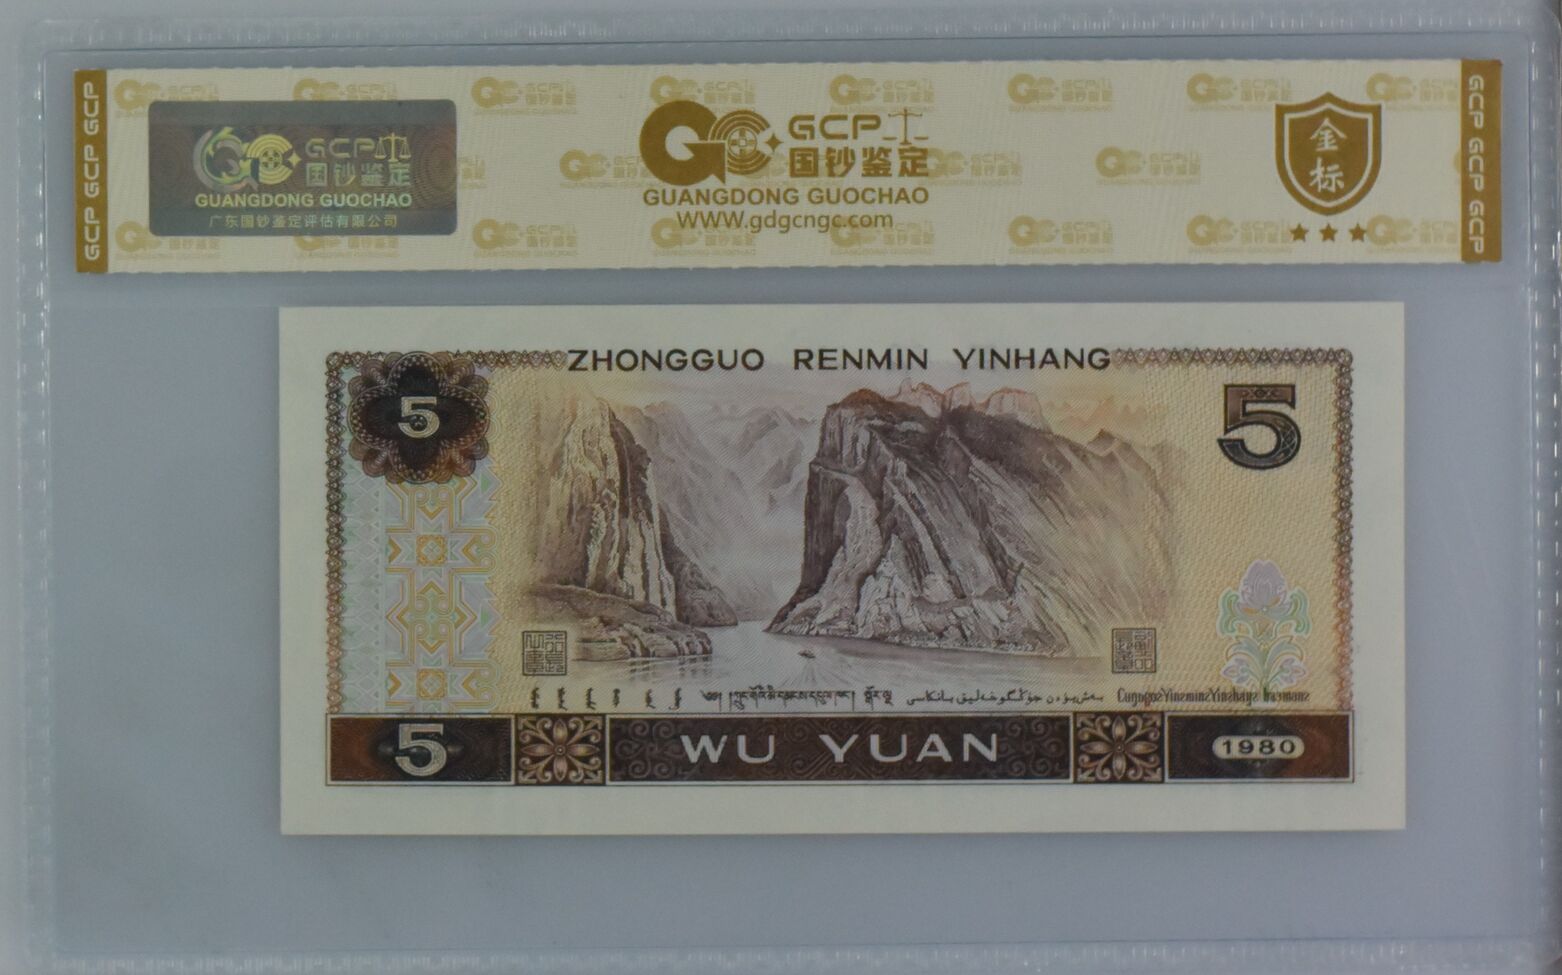 GCP GCP GCP
GCP
国钞鉴定
GUANGDONG GUOCHAO
广东国钞鉴定评估有限公司
GCP
国钞鉴定
GUANGDONG GUOCHAO
WWW.gdgcngc.com
金标
GCP GCP GCP
ZHONGGUO RENMIN YINHANG
5
5
5
WU YUAN
1980